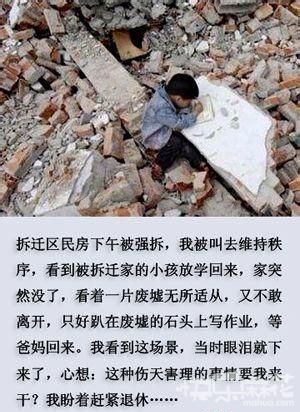 拆迁区民房下午被强拆，我被叫去维持秩
序，看到被拆迁家的小孩放学回来，家突
然没了，看着一片废墟无所适从，又不敢
离开，只好趴在废墟的石头上写作业，等
爸妈回来。我看到这场景，当时眼泪就下
来了，心想：这种伤天害理的事情要我来
干？我盼着赶紧退休……